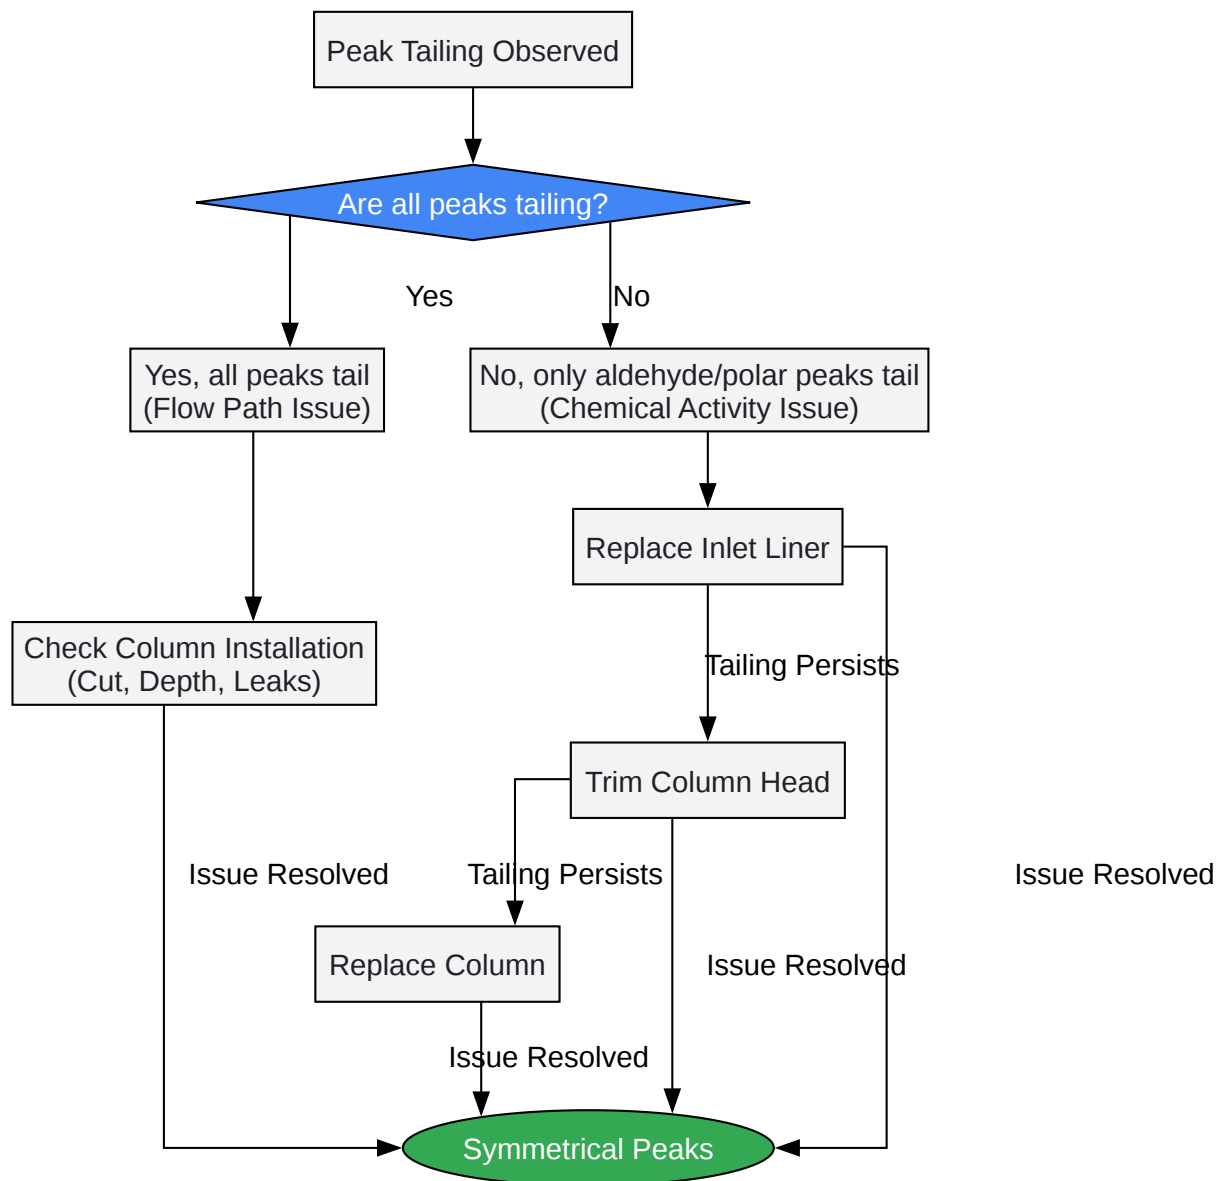 Peak Tailing Observed
Are all peaks tailing?
Yes
No
Yes, all peaks tail
(Flow Path Issue)
No, only aldehyde/polar peaks tail
(Chemical Activity Issue)
Replace Inlet Liner
Check Column Installation
(Cut, Depth, Leaks)
Tailing Persists
Trim Column Head
Issue Resolved
Tailing Persists
Issue Resolved
Replace Column
Issue Resolved
Issue Resolved
Symmetrical Peaks